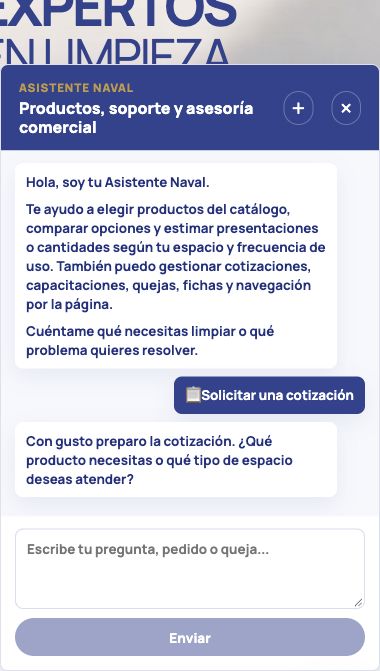 EXPERTOS
EN LIMPIEZA
ASISTENTE NAVAL
Productos, soporte y asesoría
comercial
+
×
Hola, soy tu Asistente Naval.
Te ayudo a elegir productos del catálogo,
comparar opciones y estimar presentaciones
o cantidades según tu espacio y frecuencia de
uso. También puedo gestionar cotizaciones,
capacitaciones, quejas, fichas y navegación
por la página.
Cuéntame qué necesitas limpiar o qué
problema quieres resolver.
📋Solicitar una cotización
Con gusto preparo la cotización. ¿Qué
producto necesitas o qué tipo de espacio
deseas atender?
Escribe tu pregunta, pedido o queja...
Enviar